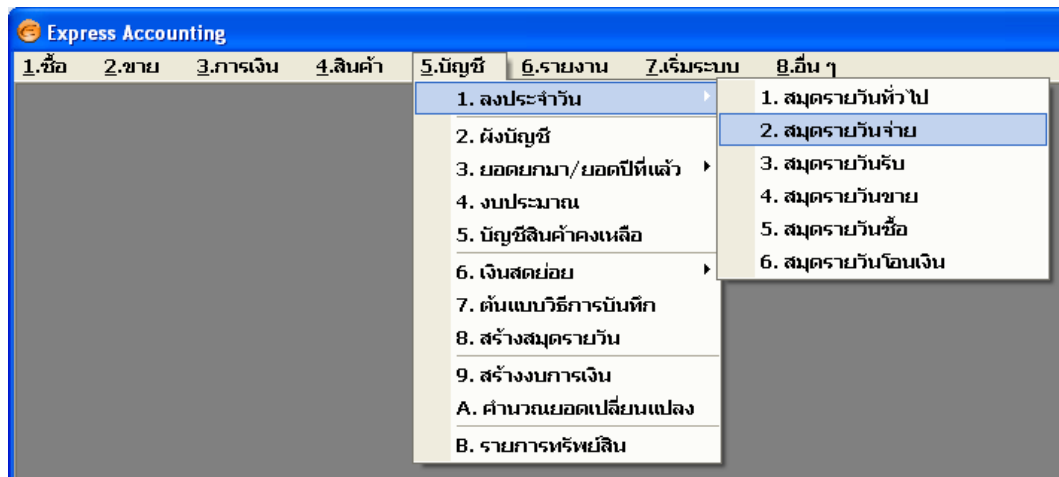 Express Accounting
1.ซื้อ 2.ขาย 3.การเงิน 4.สินค้า 5.บัญชี 6.รายงาน 7.เริ่มระบบ 8.อื่น ๆ
1. ลงประจำวัน
2. ผังบัญชี
3. ยอดยกมา/ยอดปีที่แล้ว
4. งบประมาณ
5. บัญชีสินค้าคงเหลือ
6. เงินสดย่อย
7. ต้นแบบวิธีการบันทึก
8. สร้างสมุดรายวัน
9. สร้างงบการเงิน
A. คำนวณยอดเปลี่ยนแปลง
B. รายการทรัพย์สิน
1. สมุดรายวันทั่วไป
2. สมุดรายวันจ่าย
3. สมุดรายวันรับ
4. สมุดรายวันขาย
5. สมุดรายวันซื้อ
6. สมุดรายวันโอนเงิน